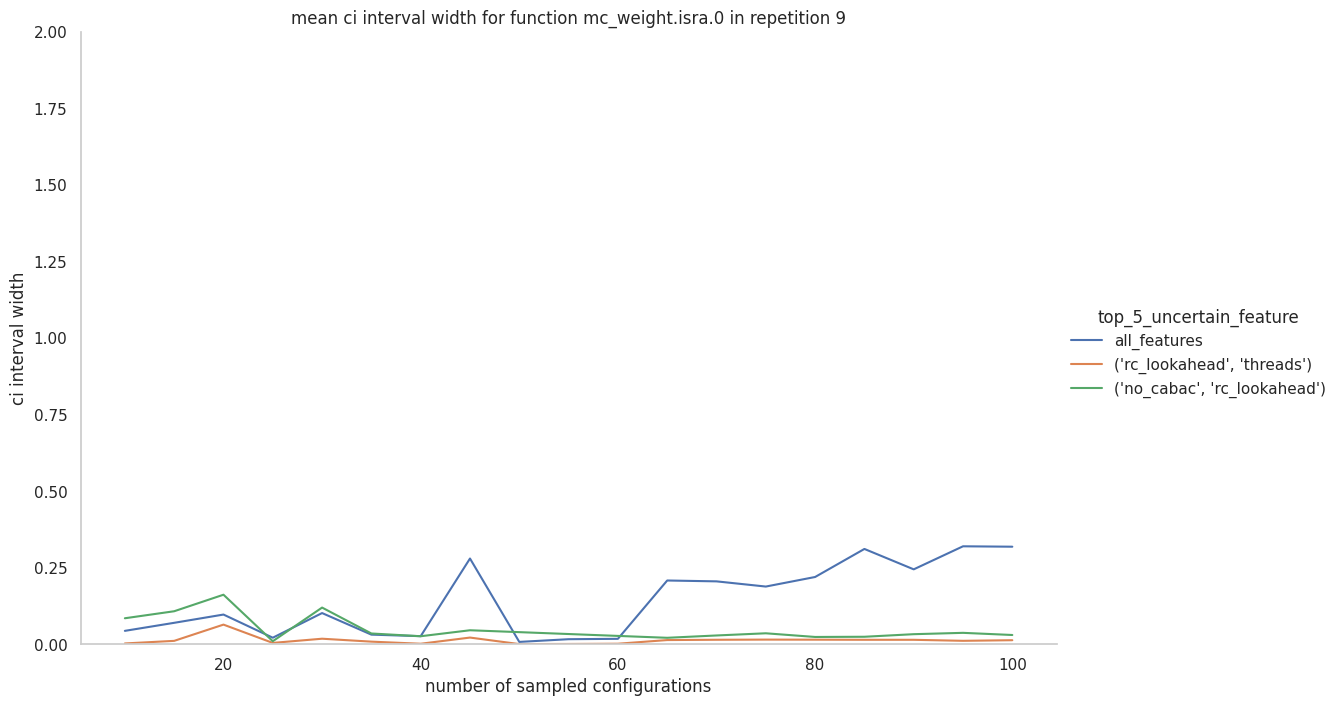 mean ci interval width for function mc_weight.isra.0 in repetition 9
2.00
1.75
1.50
1.25
1.00
0.75
0.50
0.25
0.00
ci interval width
20
40
60
80
100
number of sampled configurations
top_5_uncertain_feature
all_features
('rc_lookahead', 'threads')
('no_cabac', 'rc_lookahead')